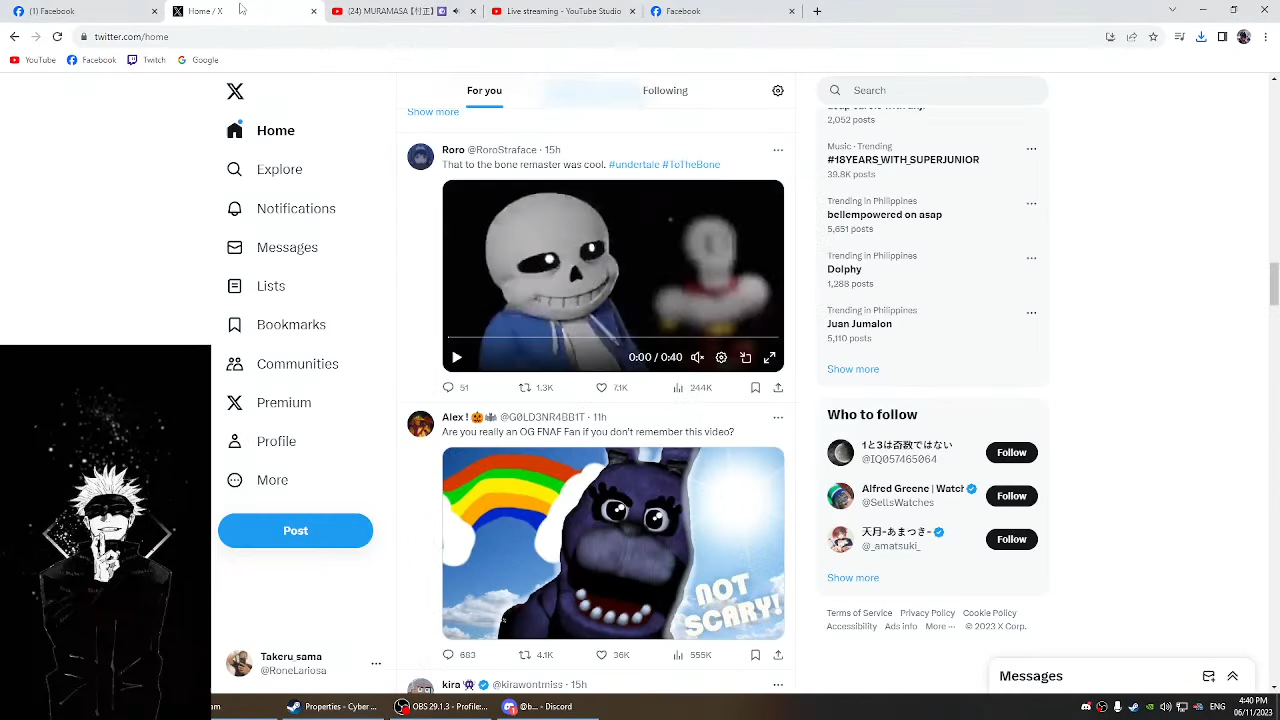 (1) Facebook
Home / X
(24) MURAMASA【村正】
Live streaming - YouTube Studio
Facebook
twitter.com/home
YouTube
Facebook
Twitch
Google
Home
Explore
Notifications
Messages
Lists
Bookmarks
Communities
Premium
Profile
More
Post
Takeru_sama
@RoneLariosa
For you
Following
Show more
Roro @RoroStraface · 15h
That to the bone remaster was cool. #undertale #ToTheBone
0:00 / 0:40
51 1.3K 7.1K 244K
Alex ! @G0LD3NR4BB1T · 11h
Are you really an OG FNAF Fan if you don't remember this video?
NOT
SCARY!
683 4.1K 36K 555K
kira @kirawontmiss · 15h
Search
2,052 posts
Music · Trending
#18YEARS_WITH_SUPERJUNIOR
39.8K posts
Trending in Philippines
bellempowered on asap
5,651 posts
Trending in Philippines
Dolphy
1,288 posts
Trending in Philippines
Juan Jumalon
5,110 posts
Show more
Who to follow
1と3は奇数ではない
@IQ057465064
Follow
Alfred Greene | Watch
@SellsWatches
Follow
天月-あまつき-
@_amatsuki_
Follow
Show more
Terms of Service Privacy Policy Cookie Policy
Accessibility Ads info More ··· © 2023 X Corp.
Messages
Properties - Cyber ...
OBS 29.1.3 - Profile...
@b... - Discord
ENG
4:40 PM
06/11/2023